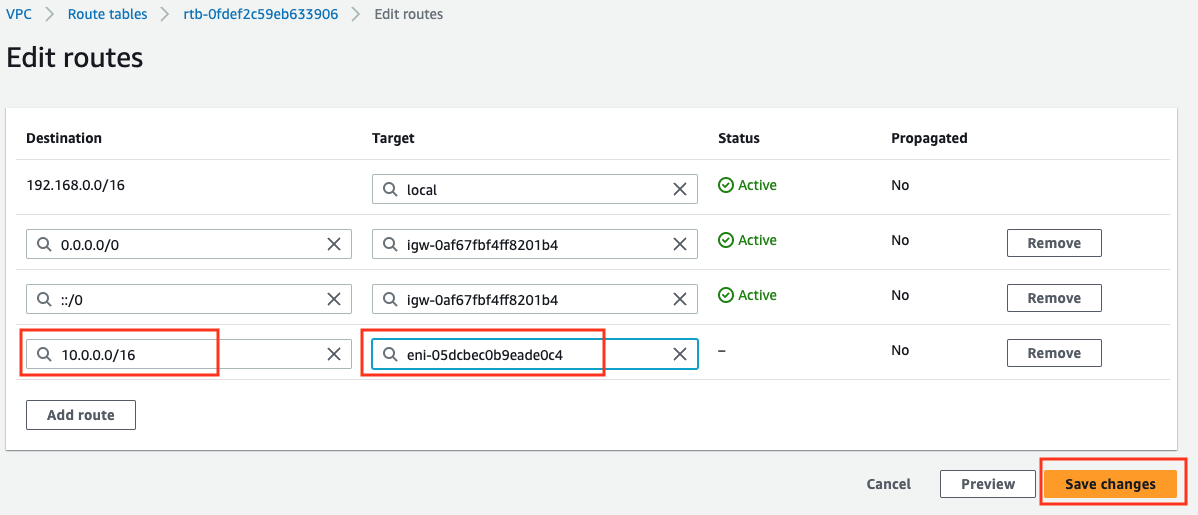 VPC > Route tables > rtb-0fdef2c59eb633906 > Edit routes
Edit routes
Destination Target Status Propagated
192.168.0.0/16 local Active No
0.0.0.0/0 igw-0af67fbf4ff8201b4 Active No Remove
::/0 igw-0af67fbf4ff8201b4 Active No Remove
10.0.0.0/16 eni-05dcbec0b9eade0c4 – No Remove
Add route
Cancel Preview Save changes